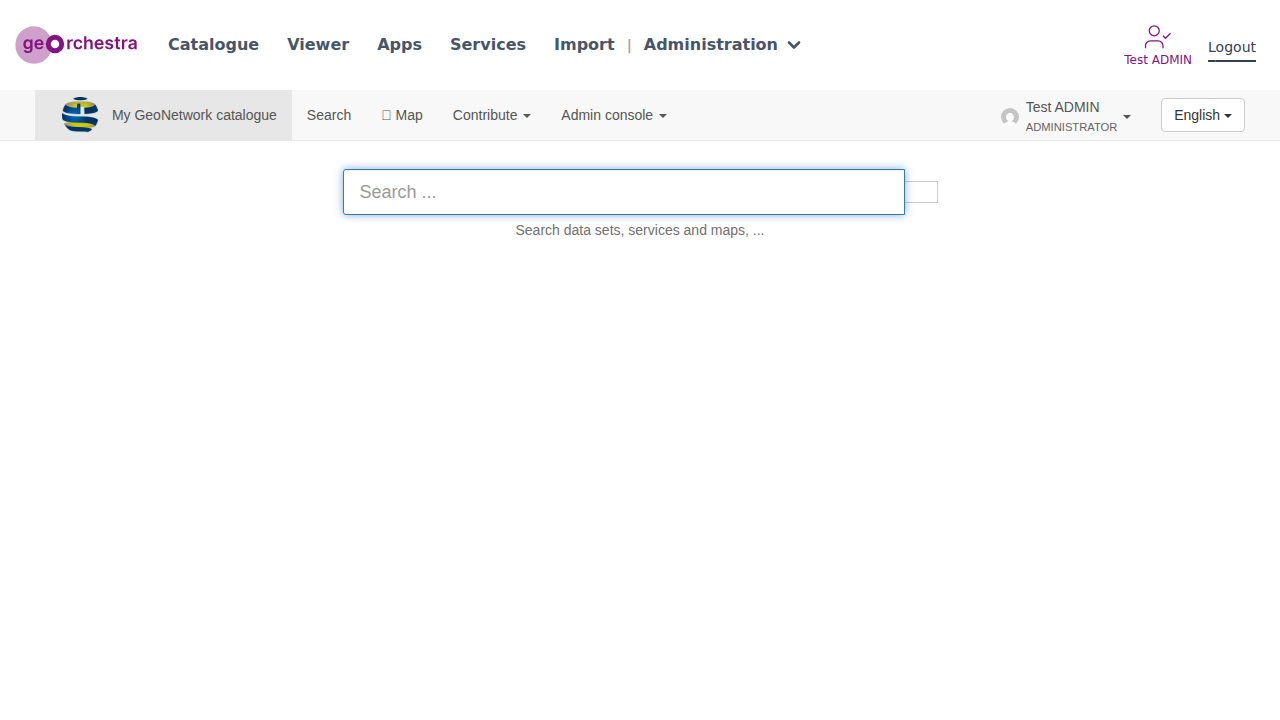 georchestra
Catalogue Viewer Apps Services Import | Administration
Test ADMIN
Logout
My GeoNetwork catalogue Search Map Contribute Admin console
Test ADMIN
ADMINISTRATOR
English
Search ...
Search data sets, services and maps, ...